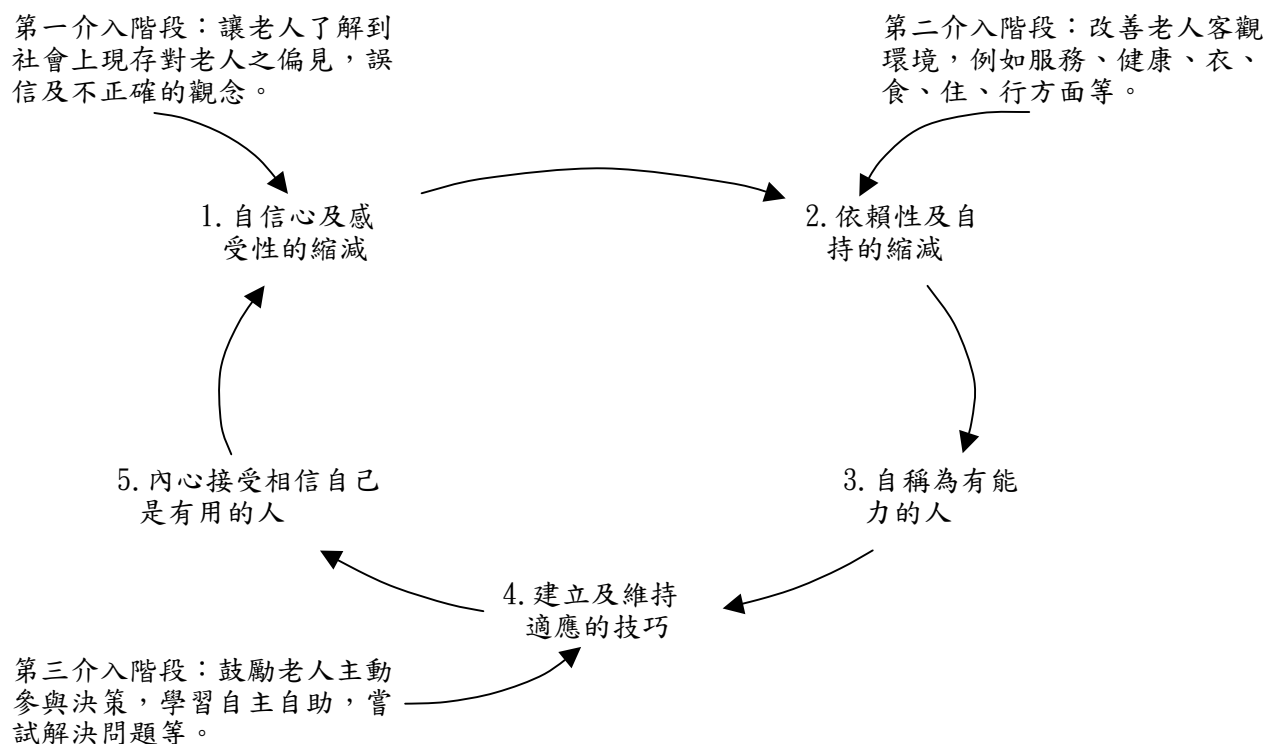 第一介入階段：讓老人了解到
社會上現存對老人之偏見，誤
信及不正確的觀念。
第二介入階段：改善老人客觀
環境，例如服務、健康、衣、
食、住、行方面等。
1.自信心及感
受性的縮減
2.依賴性及自
持的縮減
3.自稱為有能
力的人
4.建立及維持
適應的技巧
5.內心接受相信自己
是有用的人
第三介入階段：鼓勵老人主動
參與決策，學習自主自助，嘗
試解決問題等。